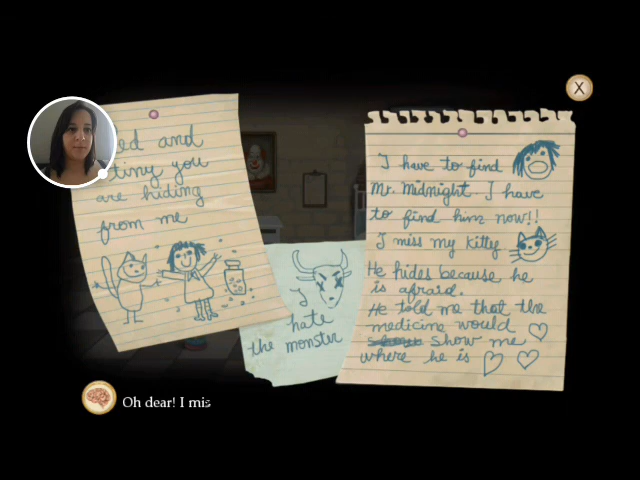 ed and
tiny you
are hiding
from me
I
hate
the monster
I have to find
Mr. Midnight. I have
to find him now!!
I miss my kitty
He hides because he
is afraid.
He told me that the
medicine would
show me
where he is
X
Oh dear! I mis